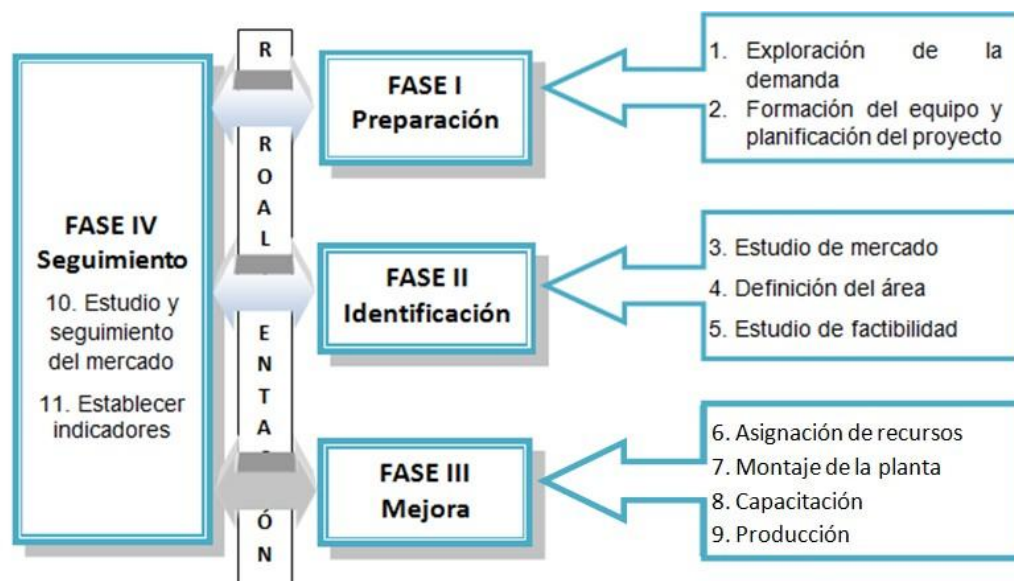 FASE IV
Seguimiento
10. Estudio y
seguimiento
del mercado
11. Establecer
indicadores
R
R
O
A
L
E
N
T
A
Ó
N
FASE I
Preparación
1. Exploración de la
demanda
2. Formación del equipo y
planificación del proyecto
FASE II
Identificación
3. Estudio de mercado
4. Definición del área
5. Estudio de factibilidad
FASE III
Mejora
6. Asignación de recursos
7. Montaje de la planta
8. Capacitación
9. Producción